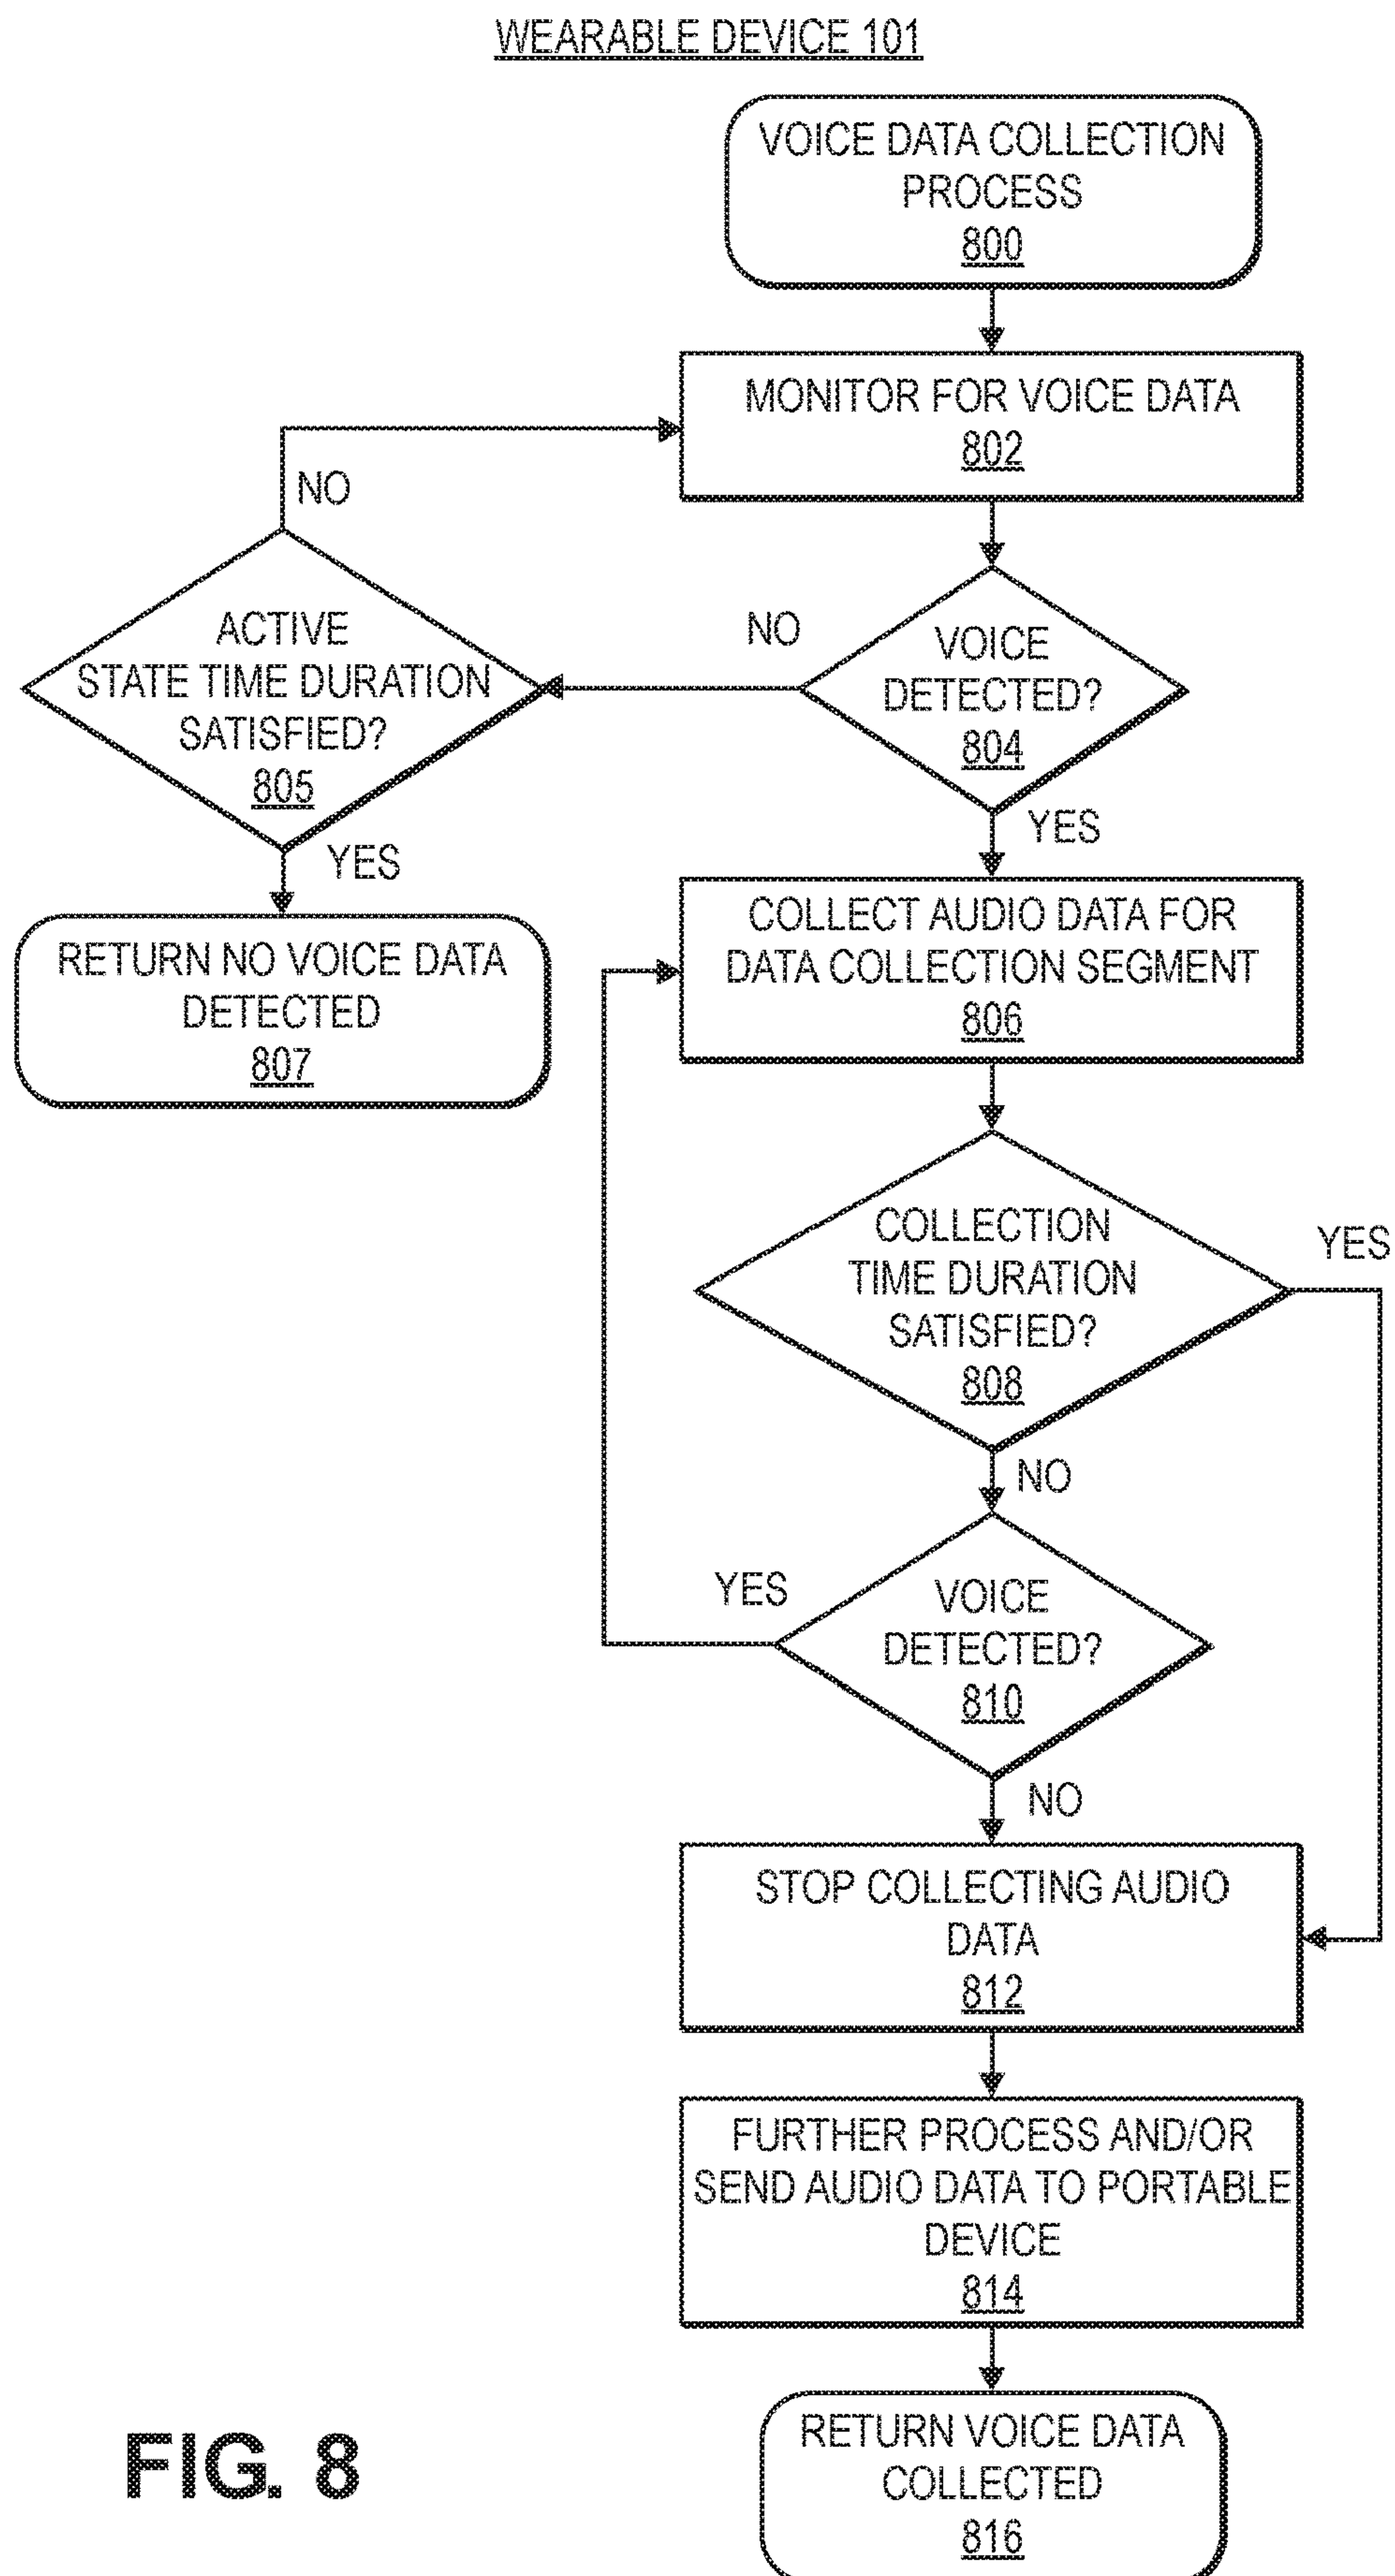 WEARABLE DEVICE 101
VOICE DATA COLLECTION
PROCESS
800
MONITOR FOR VOICE DATA
802
NO
ACTIVE
STATE TIME DURATION
SATISFIED?
805
NO
VOICE
DETECTED?
804
YES
YES
RETURN NO VOICE DATA
DETECTED
807
COLLECT AUDIO DATA FOR
DATA COLLECTION SEGMENT
806
COLLECTION
TIME DURATION
SATISFIED?
808
YES
NO
YES
VOICE
DETECTED?
810
NO
STOP COLLECTING AUDIO
DATA
812
FURTHER PROCESS AND/OR
SEND AUDIO DATA TO PORTABLE
DEVICE
814
RETURN VOICE DATA
COLLECTED
816
FIG. 8